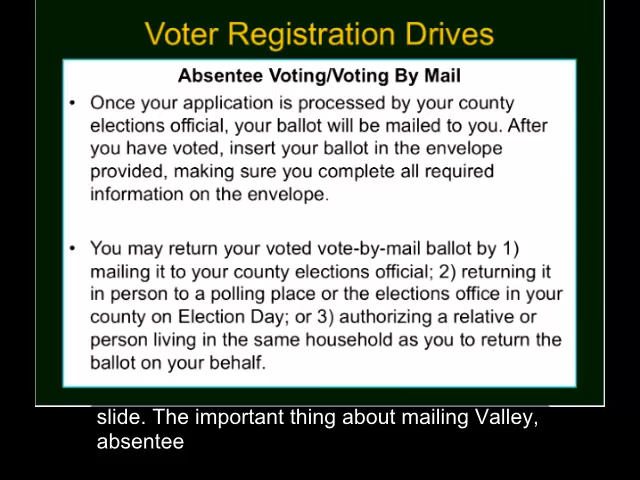 Voter Registration Drives
Absentee Voting/Voting By Mail
• Once your application is processed by your county
elections official, your ballot will be mailed to you. After
you have voted, insert your ballot in the envelope
provided, making sure you complete all required
information on the envelope.
• You may return your voted vote-by-mail ballot by 1)
mailing it to your county elections official; 2) returning it
in person to a polling place or the elections office in your
county on Election Day; or 3) authorizing a relative or
person living in the same household as you to return the
ballot on your behalf.
slide. The important thing about mailing Valley,
absentee